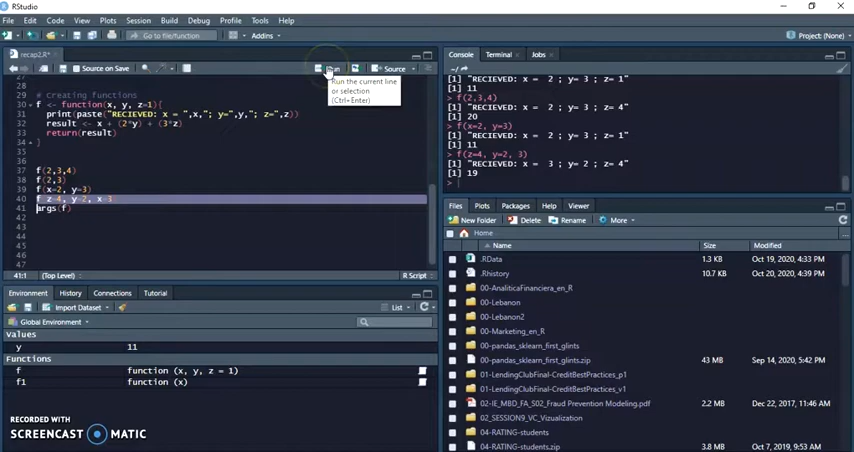 RStudio
File Edit Code View Plots Session Build Debug Profile Tools Help
Go to file/function Addins Project: (None)
recap2.R*
Source on Save Run Source
Run the current line
or selection
(Ctrl+Enter)
27
28
29 # Creating functions
30 f <- function(x, y, z=1){
31 print(paste("RECIEVED: x = ",x,"; y=",y,"; z=",z))
32 result <- x + (2*y) + (3*z)
33 return(result)
34 }
37 f(2,3,4)
38 f(2,3)
39 f(x=2, y=3)
40 f z=4, y=2, x=3
41 args(f)
42
43
44
45
46
47
41:1 (Top Level) R Script
Environment History Connections Tutorial
Import Dataset List
Global Environment
Values
y 11
Functions
f function (x, y, z = 1)
f1 function (x)
RECORDED WITH
SCREENCAST MATIC
Console Terminal Jobs
~/
[1] "RECIEVED: x = 2 ; y= 3 ; z= 1"
[1] 11
> f(2,3,4)
[1] 20
> f(x=2, y=3)
[1] "RECIEVED: x = 2 ; y= 3 ; z= 1"
[1] 11
> f(z=4, y=2, 3)
[1] "RECIEVED: x = 3 ; y= 2 ; z= 4"
[1] 19
>
Files Plots Packages Help Viewer
New Folder Delete Rename More
Home
Name Size Modified
.RData 1.3 KB Oct 19, 2020, 4:33 PM
.Rhistory 10.7 KB Oct 20, 2020, 4:39 PM
00-AnaliticaFinanciera_en_R
00-Lebanon
00-Lebanon2
00-Marketing_en_R
00-pandas_sklearn_first_glints
00-pandas_sklearn_first_glints.zip 43 MB Sep 14, 2020, 5:42 PM
01-LendingClubFinal-CreditBestPractices_p1
01-LendingClubFinal-CreditBestPractices_v1
02-IE_MBD_FA_S02_Fraud Prevention Modeling.pdf 2.2 MB Dec 22, 2017, 11:46 AM
02_SESSION9_VC_Vizualization
04-RATING-students
04-RATING-students.zip 3.8 MB Oct 7, 2019, 9:53 AM